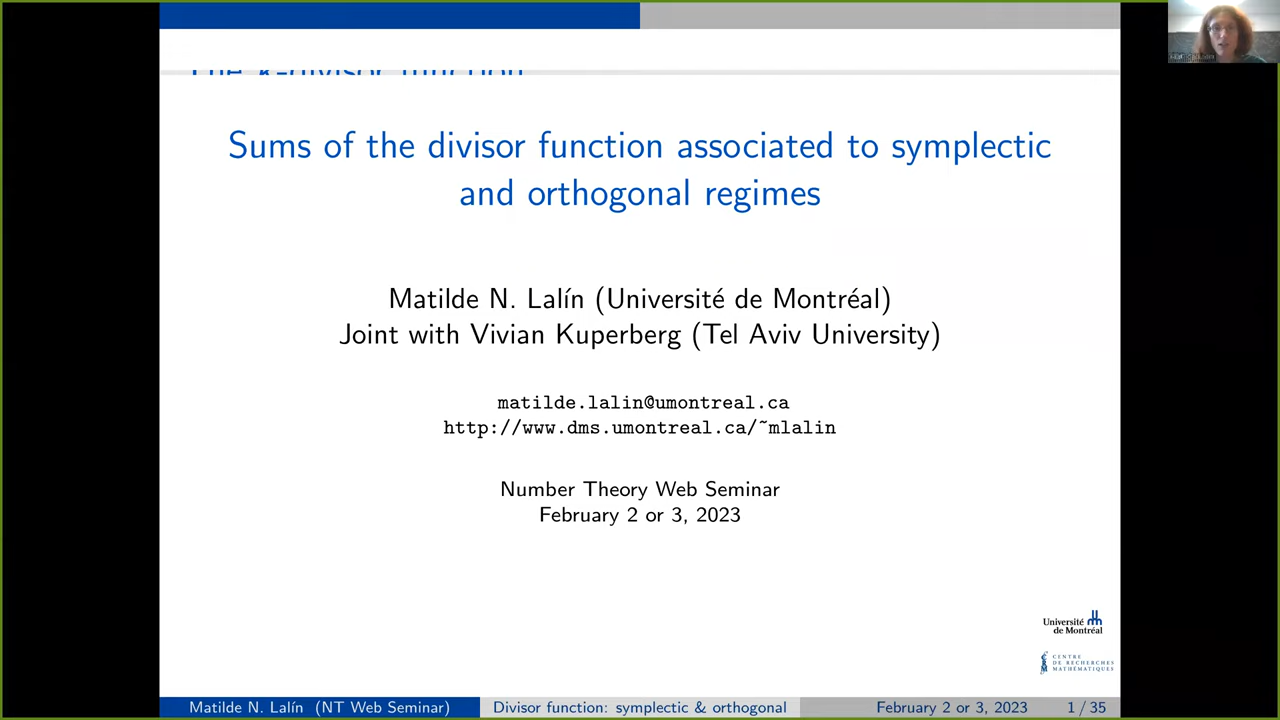 Sums of the divisor function associated to symplectic
and orthogonal regimes
Matilde N. Lalín (Université de Montréal)
Joint with Vivian Kuperberg (Tel Aviv University)
matilde.lalin@umontreal.ca
http://www.dms.umontreal.ca/~mlalin
Number Theory Web Seminar
February 2 or 3, 2023
Université
de Montréal
CENTRE
DE RECHERCHES
MATHÉMATIQUES
Matilde N. Lalín (NT Web Seminar)
Divisor function: symplectic & orthogonal
February 2 or 3, 2023
1 / 35